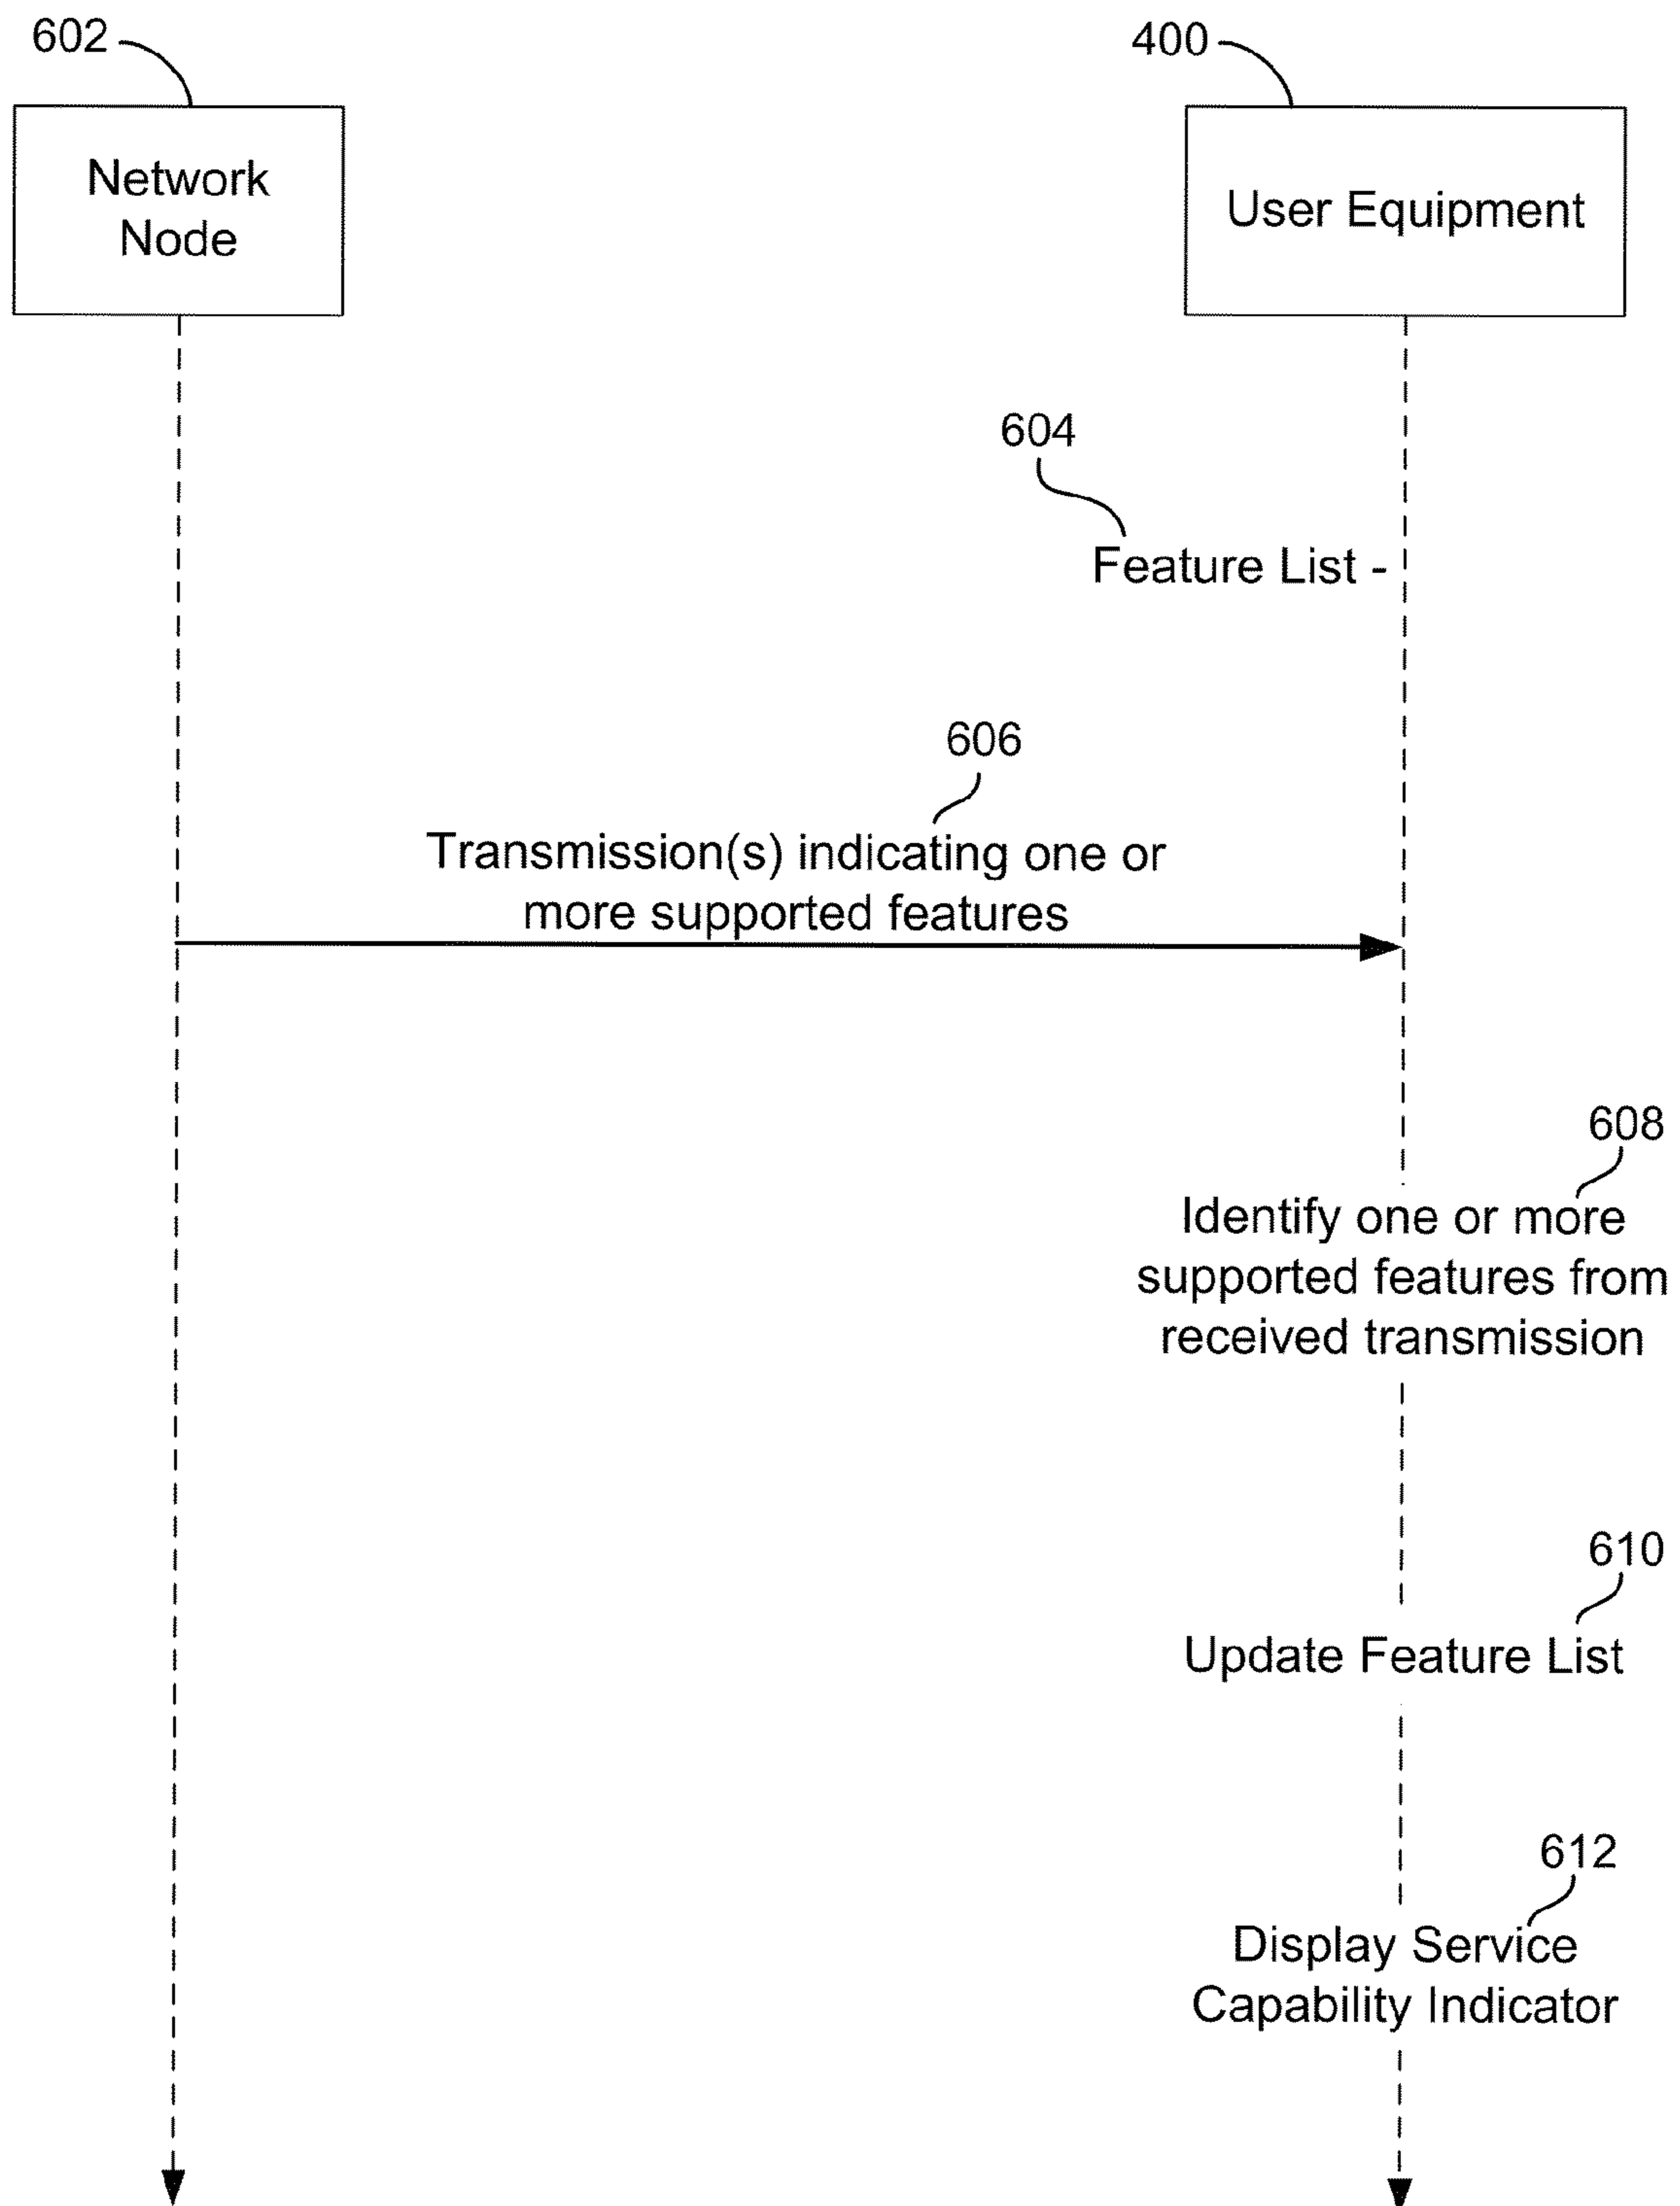 602
400
Network
Node
User Equipment
604
Feature List -
606
Transmission(s) indicating one or
more supported features
608
Identify one or more
supported features from
received transmission
610
Update Feature List
612
Display Service
Capability Indicator